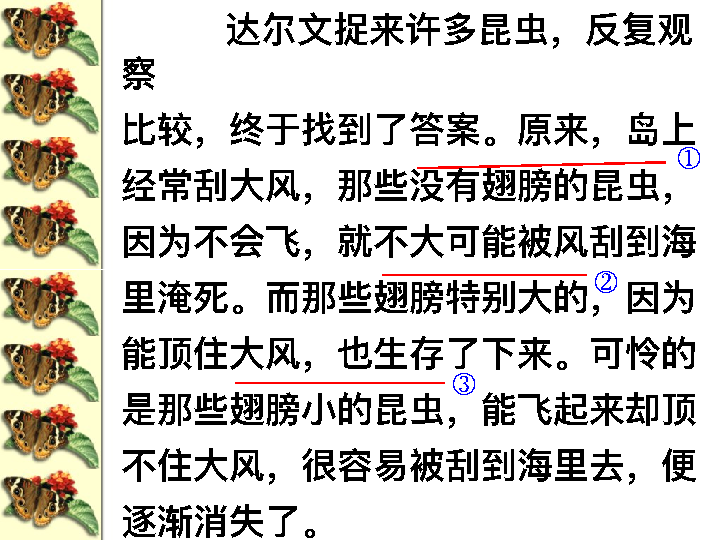 达尔文捉来许多昆虫，反复观
察
比较，终于找到了答案。原来，岛上
①
经常刮大风，那些没有翅膀的昆虫，
因为不会飞，就不大可能被风刮到海
②
里淹死。而那些翅膀特别大的，因为
能顶住大风，也生存了下来。可怜的
③
是那些翅膀小的昆虫，能飞起来却顶
不住大风，很容易被刮到海里去，便
逐渐消失了。